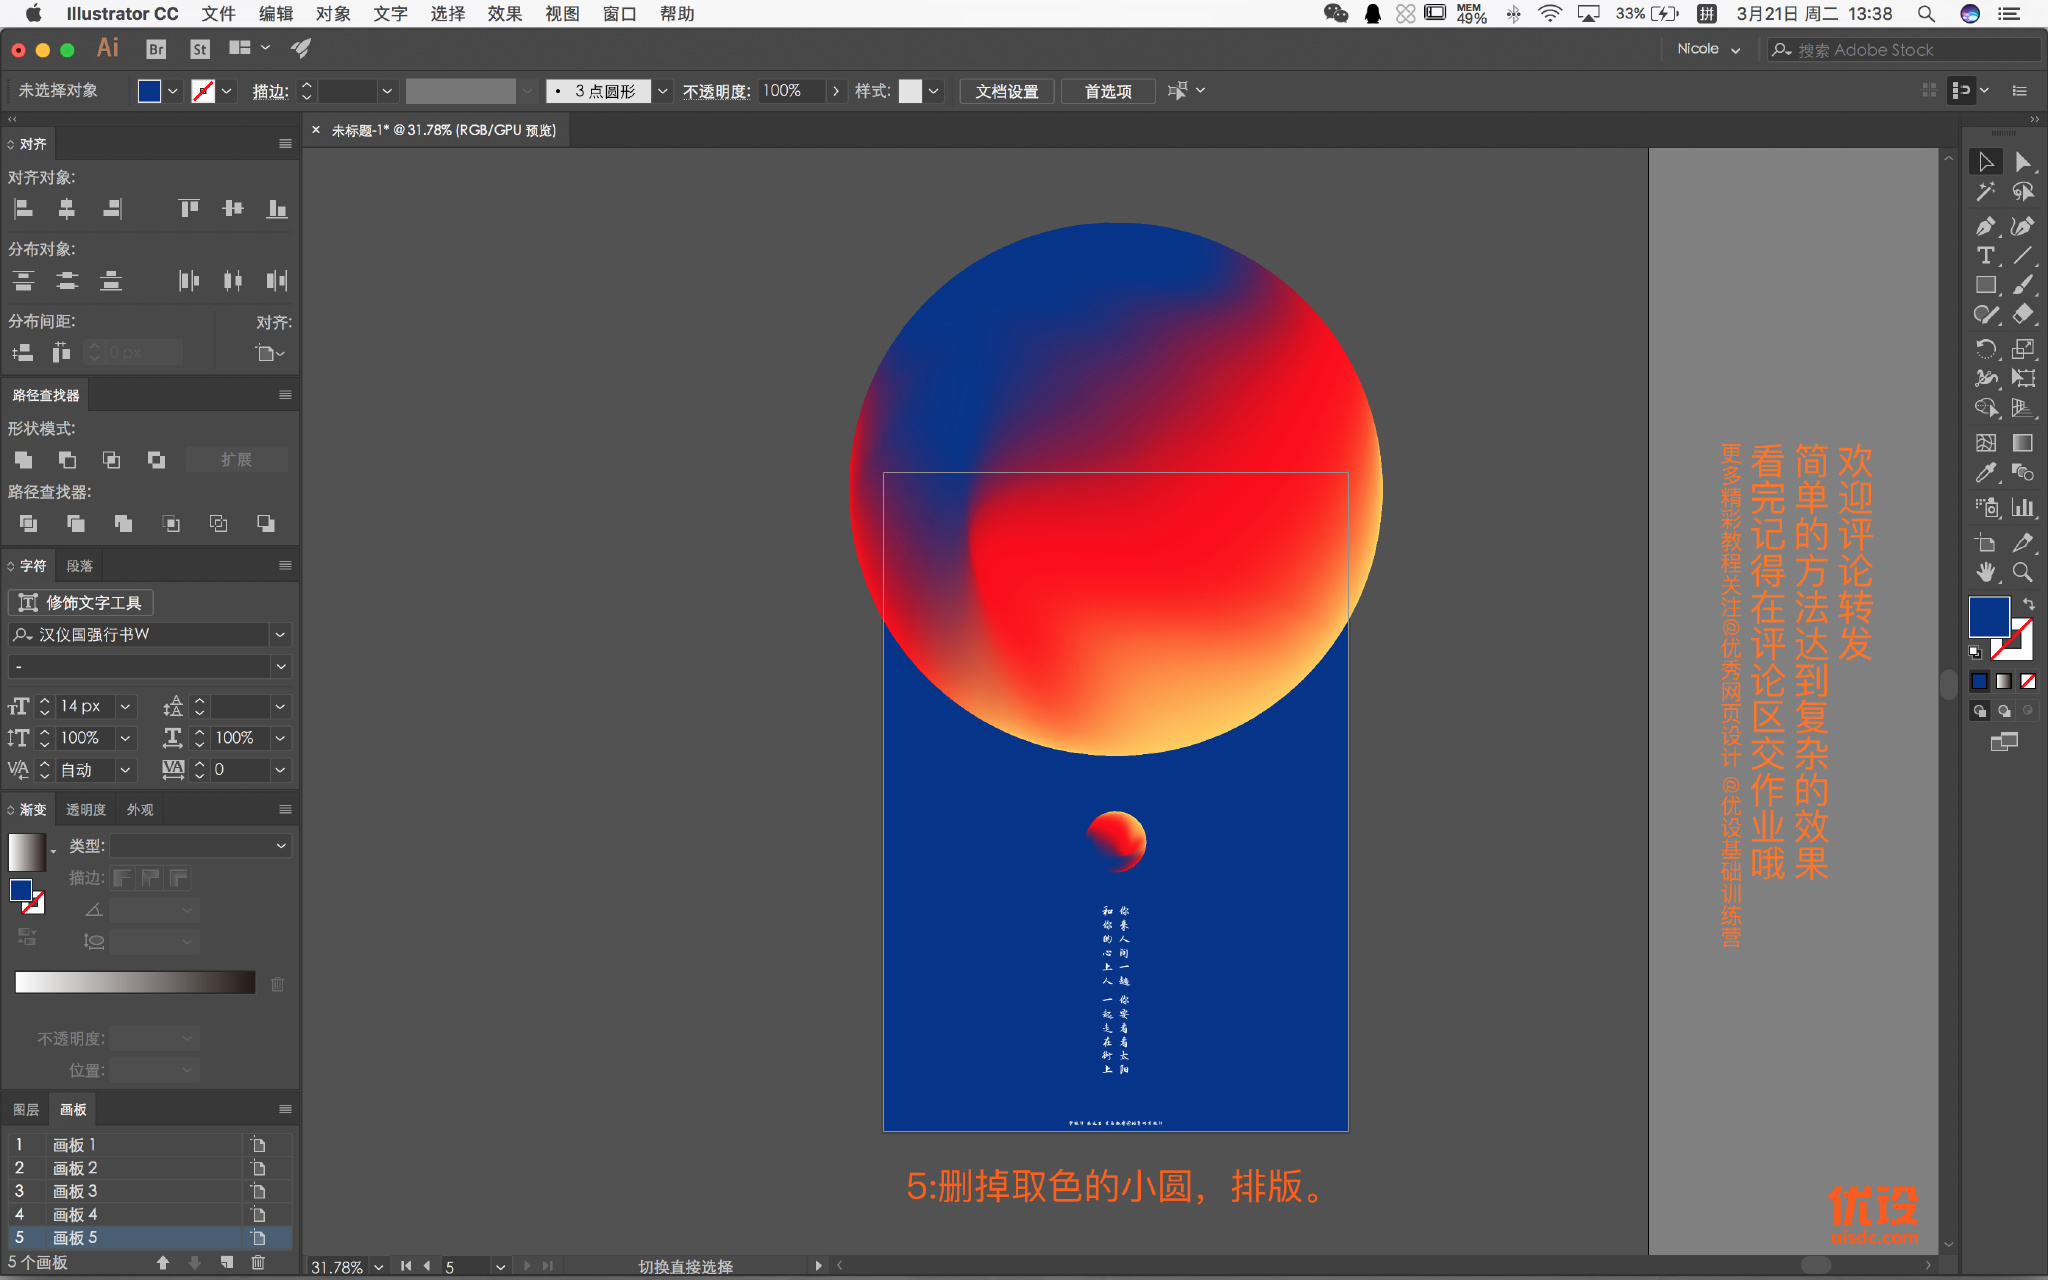 Illustrator CC 文件 编辑 对象 文字 选择 效果 视图 窗口 帮助
MEM 49% 33% 拼 3月21日 周二 13:38
Ai Br St Nicole 搜索 Adobe Stock
未选择对象 描边: 3 点圆形 不透明度: 100% 样式: 文档设置 首选项
对齐
× 未标题-1* @ 31.78% (RGB/GPU 预览)
对齐对象:
分布对象:
分布间距: 对齐:
0 px
路径查找器
形状模式:
扩展
路径查找器:
字符 段落
修饰文字工具
汉仪国强行书W
-
14 px
100% 100%
自动 0
渐变 透明度 外观
类型:
描边:
不透明度:
位置:
图层 画板
1 画板 1
2 画板 2
3 画板 3
4 画板 4
5 画板 5
5 个画板
31.78% 5 切换直接选择
你来人间一趟 你要看看太阳
和你的心上人 一起走在街上
5:删掉取色的小圆，排版。
欢迎评论转发
简单的方法达到复杂的效果
看完记得在评论区交作业哦
更多精彩教程关注@优秀网页设计 @优设基础训练营
优设
uisdc.com